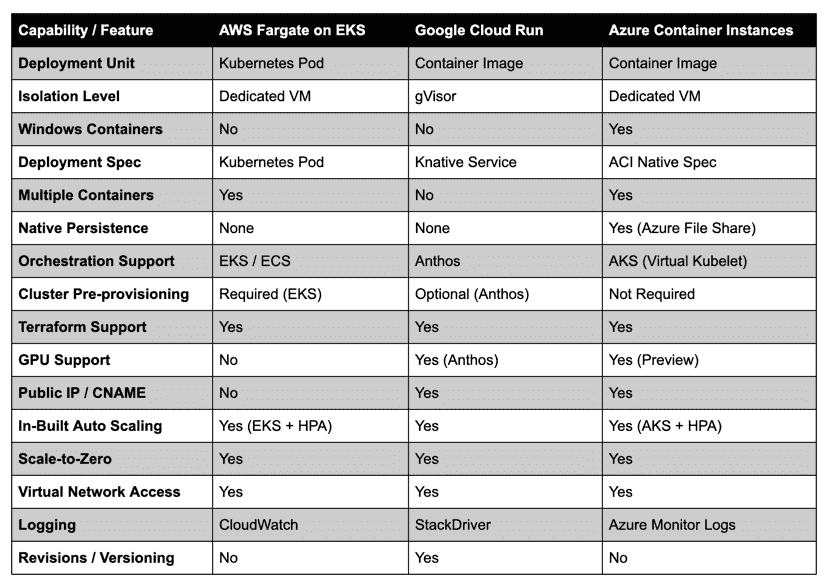 Capability / Feature AWS Fargate on EKS Google Cloud Run Azure Container Instances
Deployment Unit Kubernetes Pod Container Image Container Image
Isolation Level Dedicated VM gVisor Dedicated VM
Windows Containers No No Yes
Deployment Spec Kubernetes Pod Knative Service ACI Native Spec
Multiple Containers Yes No Yes
Native Persistence None None Yes (Azure File Share)
Orchestration Support EKS / ECS Anthos AKS (Virtual Kubelet)
Cluster Pre-provisioning Required (EKS) Optional (Anthos) Not Required
Terraform Support Yes Yes Yes
GPU Support No Yes (Anthos) Yes (Preview)
Public IP / CNAME No Yes Yes
In-Built Auto Scaling Yes (EKS + HPA) Yes Yes (AKS + HPA)
Scale-to-Zero Yes Yes Yes
Virtual Network Access Yes Yes Yes
Logging CloudWatch StackDriver Azure Monitor Logs
Revisions / Versioning No Yes No